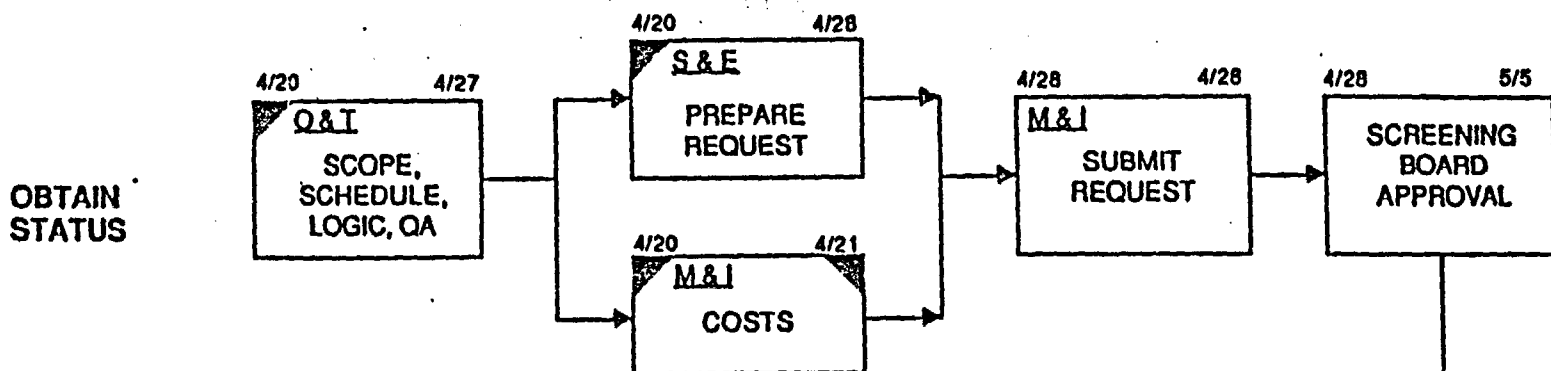 OBTAIN
STATUS
4/20 4/27
O & T
SCOPE,
SCHEDULE,
LOGIC, QA
4/20 4/28
S & E
PREPARE
REQUEST
4/20 4/21
M & I
COSTS
4/28 4/28
M & I
SUBMIT
REQUEST
4/28 5/5
SCREENING
BOARD
APPROVAL